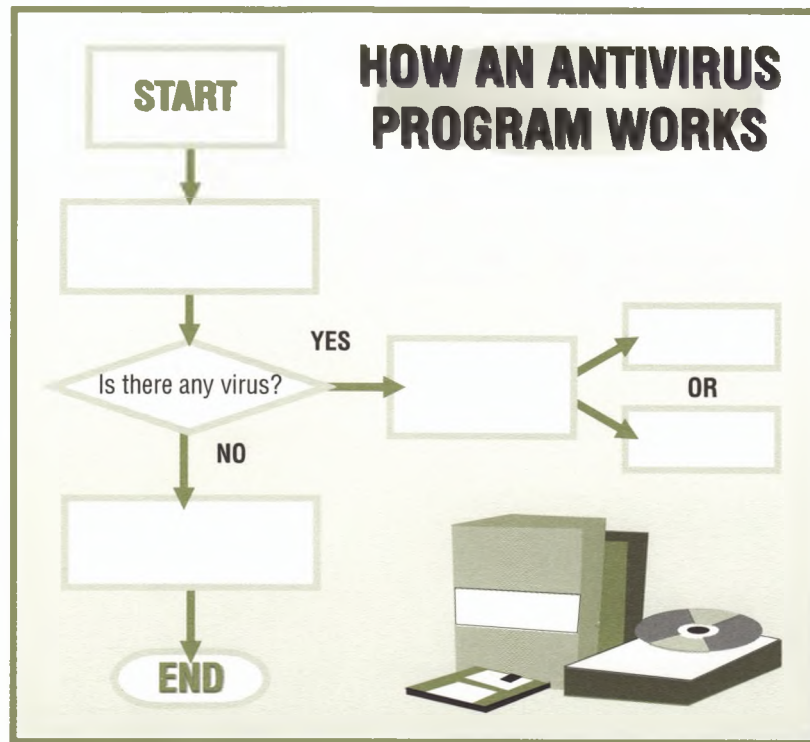 START
HOW AN ANTIVIRUS
PROGRAM WORKS
YES
Is there any virus?
OR
NO
END